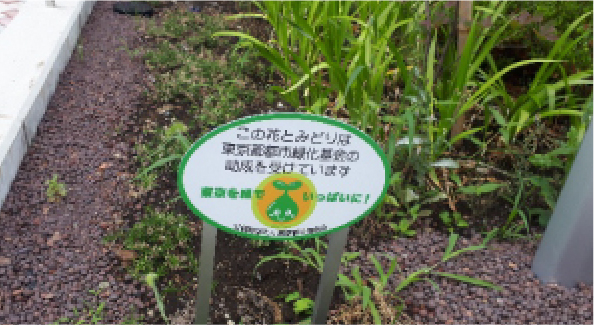 この花とみどりは
東京都都市緑化基金の
助成を受けています
東京を緑で いっぱいに!